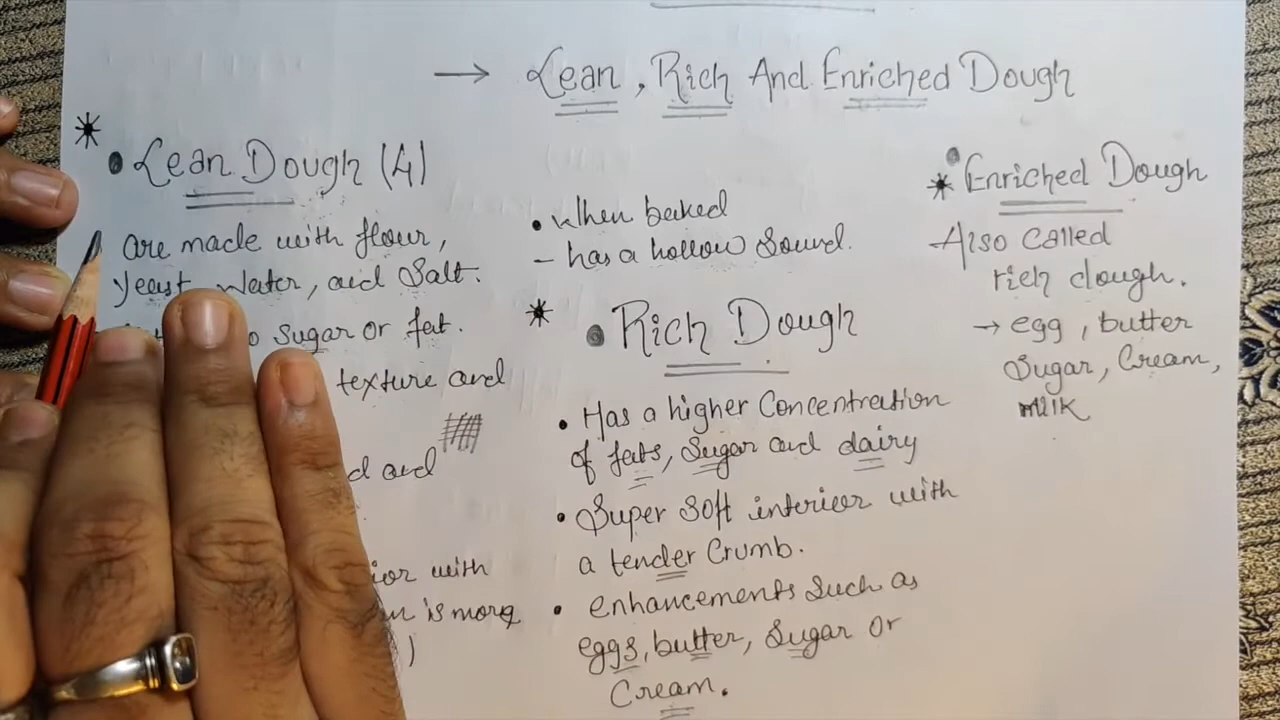 → Lean, Rich And Enriched Dough
• Lean Dough (4)
are made with flour,
yeast, water, and Salt.
Sugar or fat.
texture and
and
with
is more
)
• when baked
- has a hollow Sound.
• Rich Dough
• Has a higher Concentration
of fats, Sugar and dairy
• Super Soft interior with
a tender Crumb.
• enhancements Such as
eggs, butter, Sugar or
Cream.
• Enriched Dough
Also called
rich dough.
→ egg, butter
Sugar, Cream,
MilK